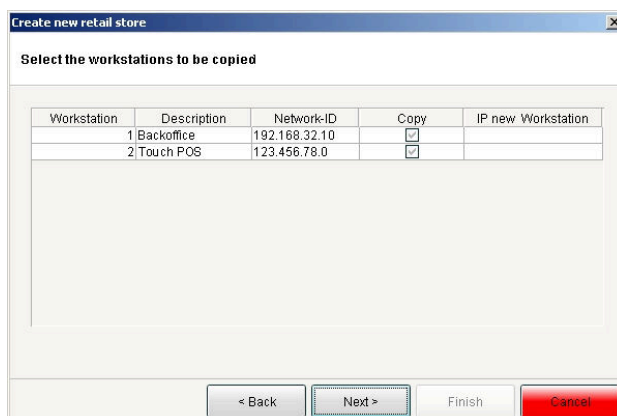 Create new retail store
Select the workstations to be copied
Workstation Description Network-ID Copy IP new Workstation
1 Backoffice 192.168.32.10
2 Touch POS 123.456.78.0
< Back Next > Finish Cancel